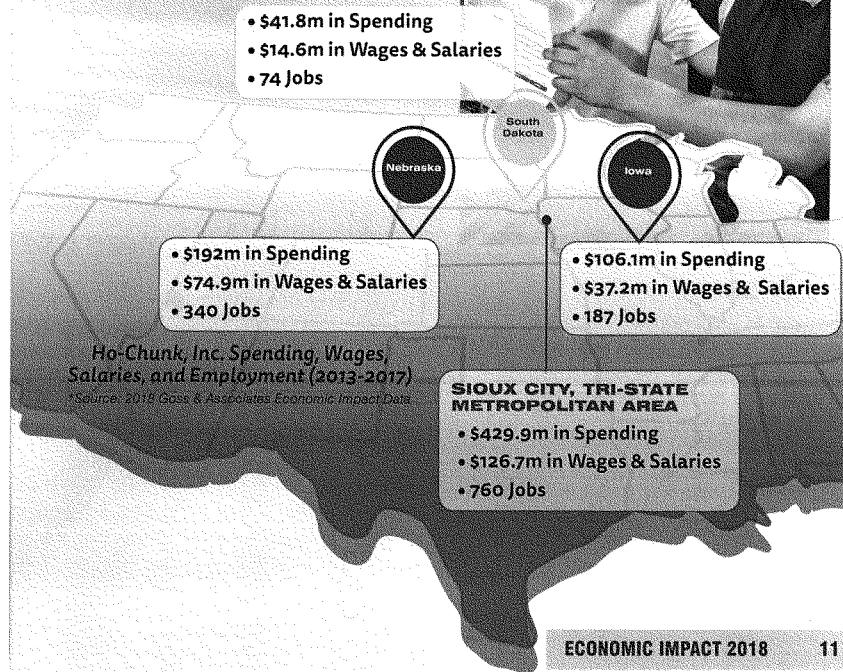 • $41.8m in Spending
• $14.6m in Wages & Salaries
• 74 Jobs
South
Dakota
Nebraska
Iowa
• $192m in Spending
• $74.9m in Wages & Salaries
• 340 Jobs
• $106.1m in Spending
• $37.2m in Wages & Salaries
• 187 Jobs
Ho-Chunk, Inc. Spending, Wages,
Salaries, and Employment (2013-2017)
*Source: 2018 Goss & Associates Economic Impact Data
SIOUX CITY, TRI-STATE
METROPOLITAN AREA
• $429.9m in Spending
• $126.7m in Wages & Salaries
• 760 Jobs
ECONOMIC IMPACT 2018 11